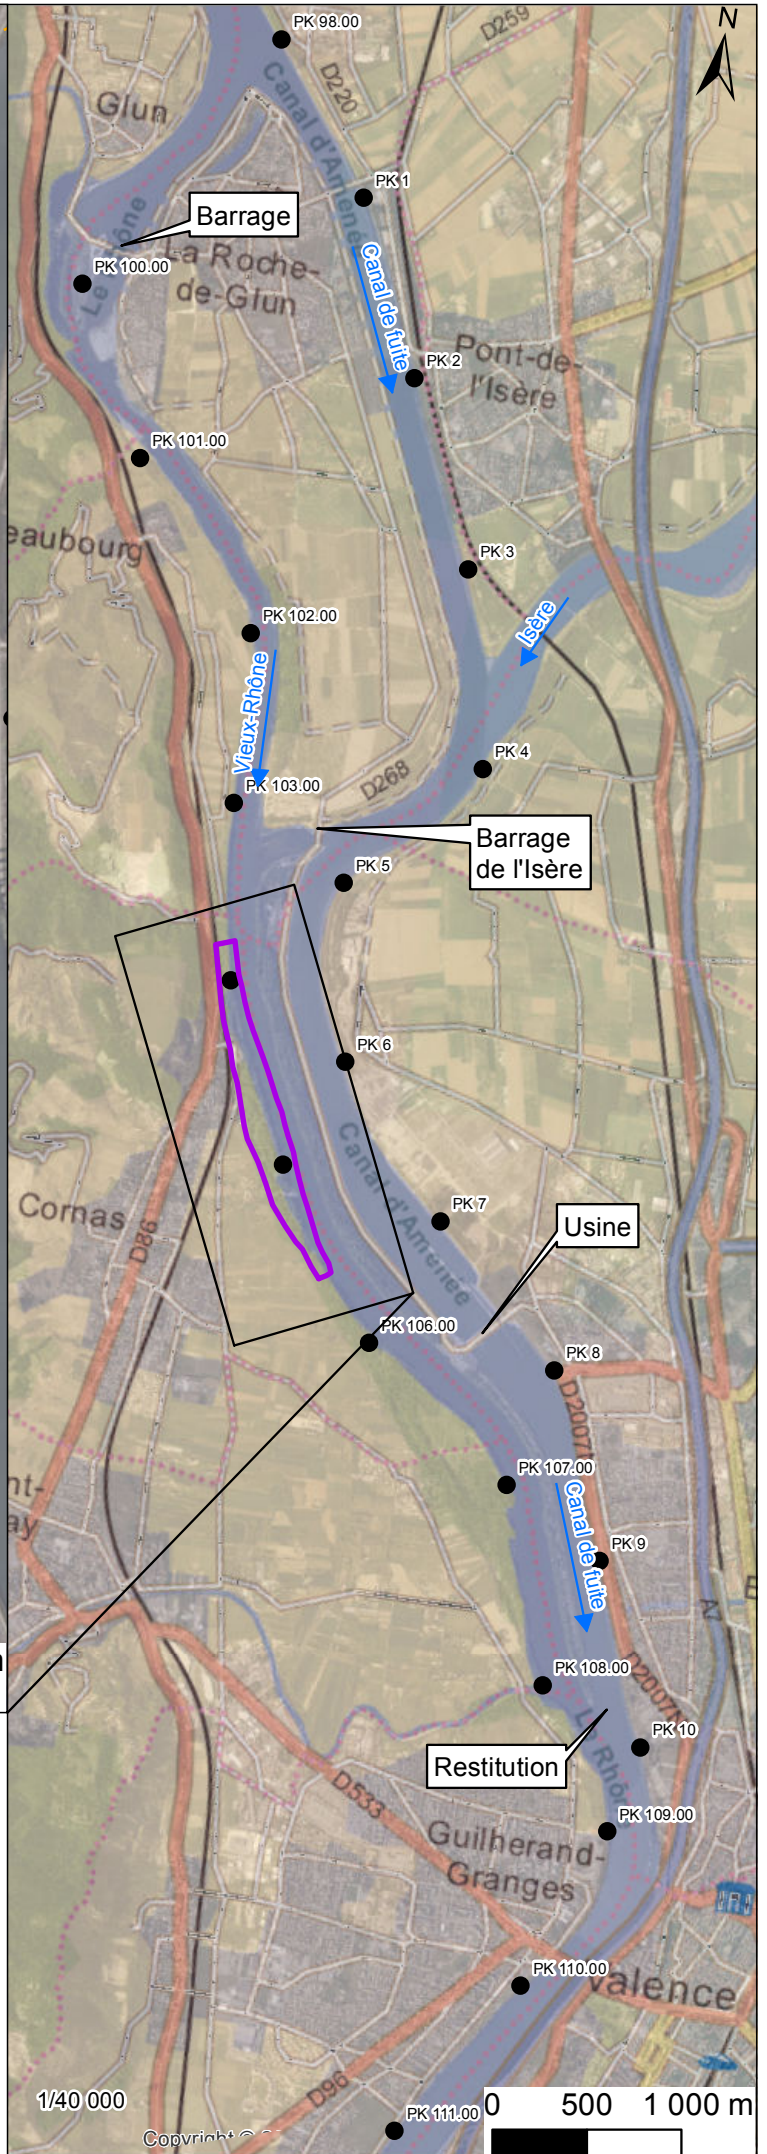 PK 98.00
N
D259
Canal d'Amenée
D220
Glun
PK 1
Barrage
Le Rhône
La Roche-
de-Glun
Canal de fuite
PK 100.00
PK 2
Pont-de-
l'Isère
PK 101.00
eaubourg
PK 3
Isère
PK 102.00
Vieux-Rhône
PK 4
D268
PK 103.00
Barrage
de l'Isère
PK 5
PK 6
Canal d'Amenée
Cornas
D86
PK 7
Usine
PK 106.00
PK 8
D2007N
PK 107.00
nt-
ay
Canal de fuite
PK 9
A7
PK 108.00
D2007N
Le Rhône
PK 10
Restitution
D533
PK 109.00
Guilherand-
Granges
PK 110.00
Valence
1/40 000
D96
PK 111.00
0 500 1 000 m
Copyright ©